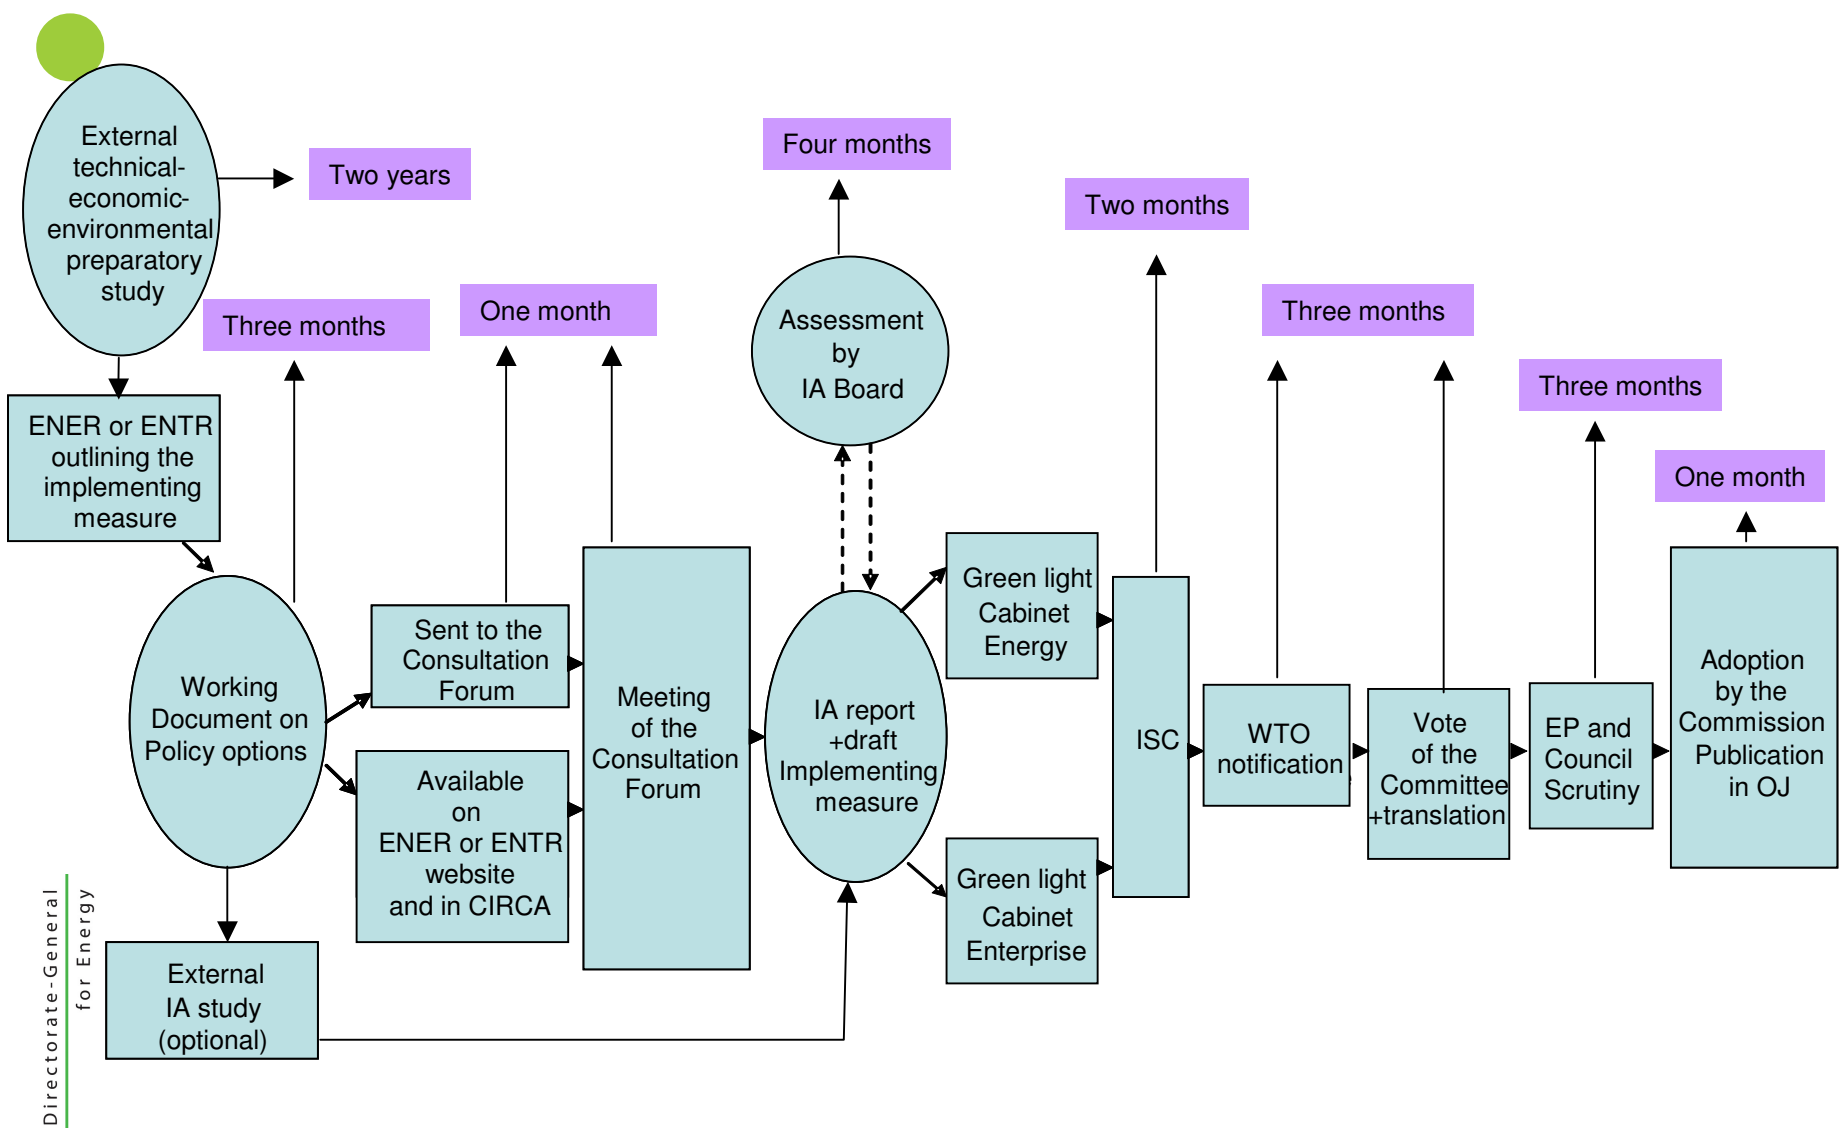 External
technical-
economic-
environmental
preparatory
study
Two years
Three months
One month
Four months
Two months
Three months
Three months
One month
ENER or ENTR
outlining the
implementing
measure
Working
Document on
Policy options
External
IA study
(optional)
Sent to the
Consultation
Forum
Available
on
ENER or ENTR
website
and in CIRCA
Meeting
of the
Consultation
Forum
Assessment
by
IA Board
IA report
+draft
Implementing
measure
Green light
Cabinet
Energy
Green light
Cabinet
Enterprise
ISC
WTO
notification
Vote
of the
Committee
+translation
EP and
Council
Scrutiny
Adoption
by the
Commission
Publication
in OJ
Directorate-General
for Energy